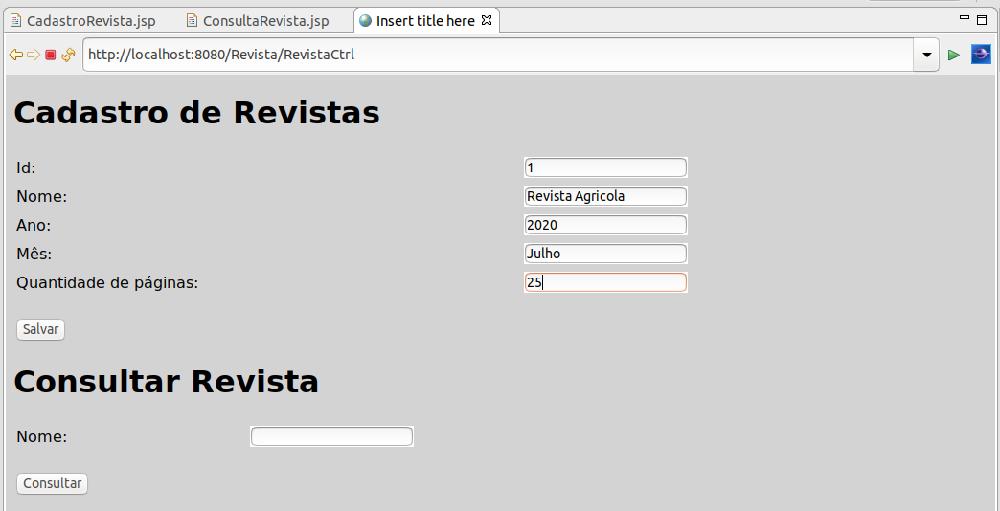 CadastroRevista.jsp ConsultaRevista.jsp Insert title here
http://localhost:8080/Revista/RevistaCtrl
Cadastro de Revistas
Id: 1
Nome: Revista Agricola
Ano: 2020
Mês: Julho
Quantidade de páginas: 25
Salvar
Consultar Revista
Nome:
Consultar